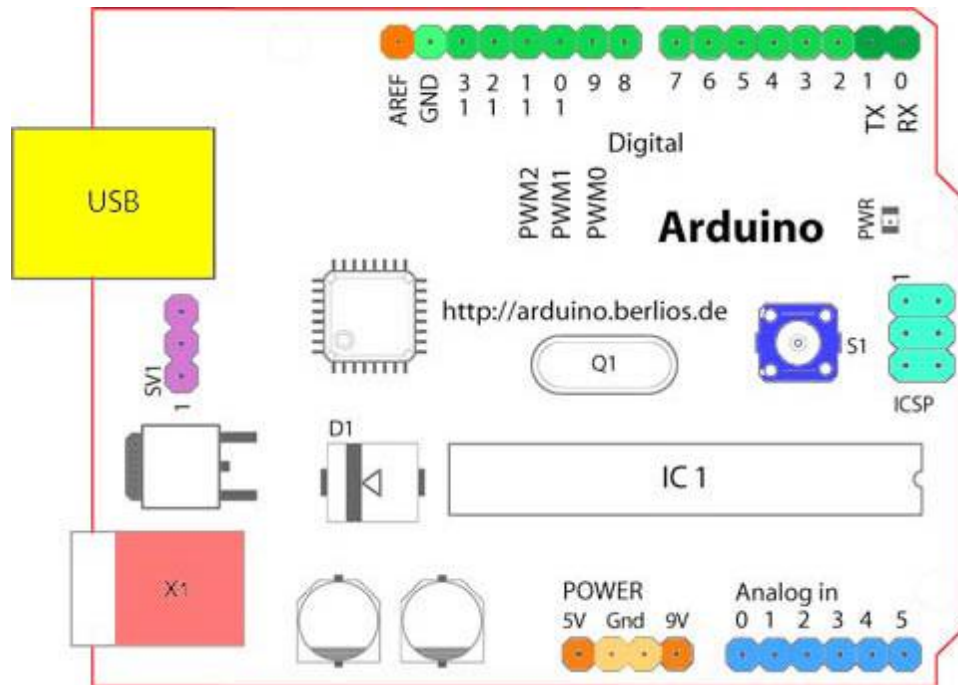 AREF GND 13 12 11 10 9 8 7 6 5 4 3 2 1 0
TX RX
Digital
USB
PWM2 PWM1 PWM0
Arduino
PWR
1
http://arduino.berlios.de
Q1
S1
SV1
1
ICSP
D1
IC 1
X1
POWER
5V Gnd 9V
Analog in
0 1 2 3 4 5